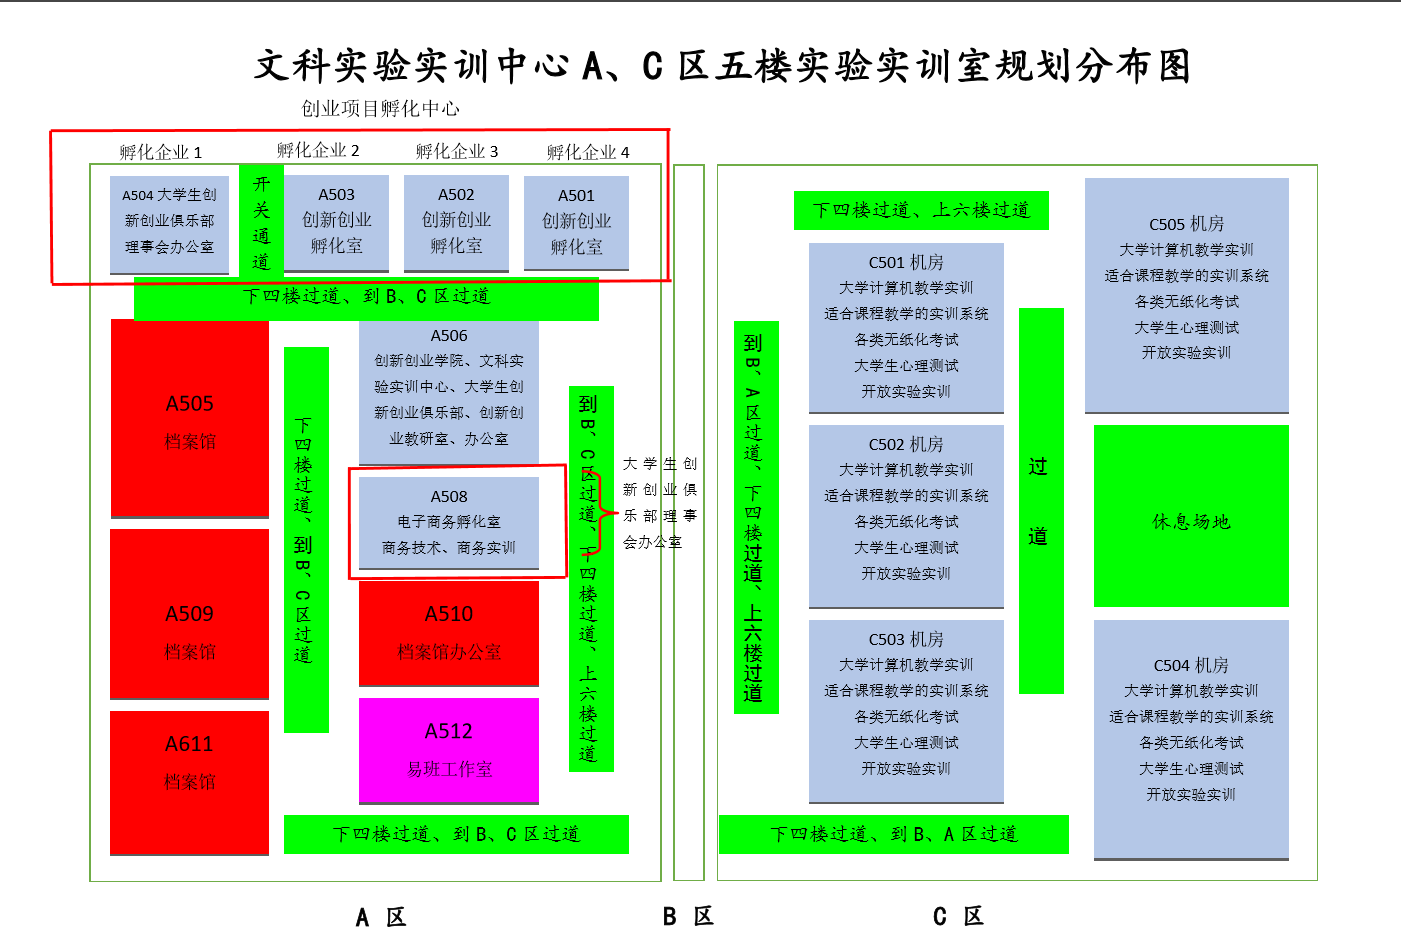 文科实验实训中心A、C区五楼实验实训室规划分布图
创业项目孵化中心
孵化企业1
孵化企业2
孵化企业3
孵化企业4
A504大学生创
新创业俱乐部
理事会办公室
开关通道
A503
创新创业
孵化室
A502
创新创业
孵化室
A501
创新创业
孵化室
下四楼过道、到B、C区过道
A505
档案馆
A509
档案馆
A611
档案馆
下四楼过道、到B、C区过道
A506
创新创业学院、文科实
验实训中心、大学生创
新创业俱乐部、创新创
业教研室、办公室
A508
电子商务孵化室
商务技术、商务实训
A510
档案馆办公室
A512
易班工作室
到B、C区过道、下四楼过道、上六楼过道
大学生创
新创业俱
乐部理事
会办公室
下四楼过道、到B、C区过道
下四楼过道、上六楼过道
到B、A区过道、下四楼过道、上六楼过道
C501机房
大学计算机教学实训
适合课程教学的实训系统
各类无纸化考试
大学生心理测试
开放实验实训
C502机房
大学计算机教学实训
适合课程教学的实训系统
各类无纸化考试
大学生心理测试
开放实验实训
C503机房
大学计算机教学实训
适合课程教学的实训系统
各类无纸化考试
大学生心理测试
开放实验实训
过道
C505机房
大学计算机教学实训
适合课程教学的实训系统
各类无纸化考试
大学生心理测试
开放实验实训
休息场地
C504机房
大学计算机教学实训
适合课程教学的实训系统
各类无纸化考试
大学生心理测试
开放实验实训
下四楼过道、到B、A区过道
A 区
B 区
C 区